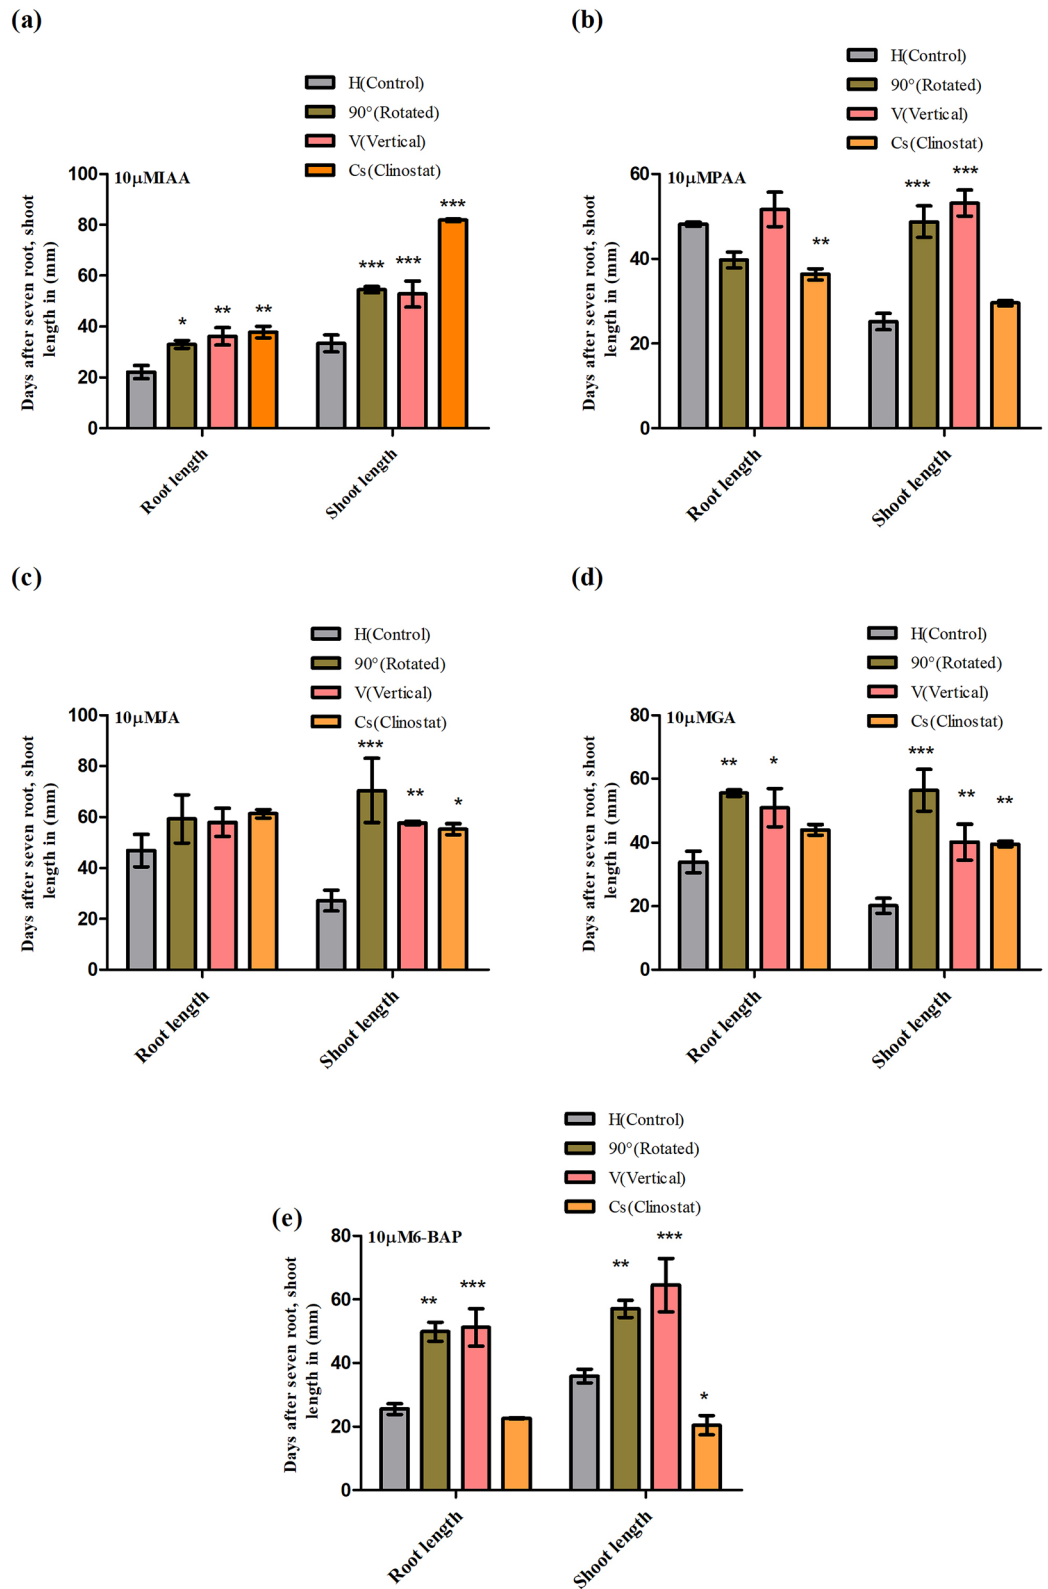 (a)
H(Control)
90°(Rotated)
V(Vertical)
Cs(Clinostat)
10µMIAA
Days after seven root, shoot
length in (mm)
100
80
60
40
20
0
*
**
**
***
***
***
Root length
Shoot length
(b)
H(Control)
90°(Rotated)
V(Vertical)
Cs(Clinostat)
10µMPAA
Days after seven root, shoot
length in (mm)
60
40
20
0
**
***
***
Root length
Shoot length
(c)
H(Control)
90°(Rotated)
V(Vertical)
Cs(Clinostat)
10µMJA
Days after seven root, shoot
length in (mm)
100
80
60
40
20
0
***
**
*
Root length
Shoot length
(d)
H(Control)
90°(Rotated)
V(Vertical)
Cs(Clinostat)
10µMGA
Days after seven root, shoot
length in (mm)
80
60
40
20
0
**
*
***
**
**
Root length
Shoot length
(e)
H(Control)
90°(Rotated)
V(Vertical)
Cs(Clinostat)
10µM6-BAP
Days after seven root, shoot
length in (mm)
80
60
40
20
0
**
***
**
***
*
Root length
Shoot length